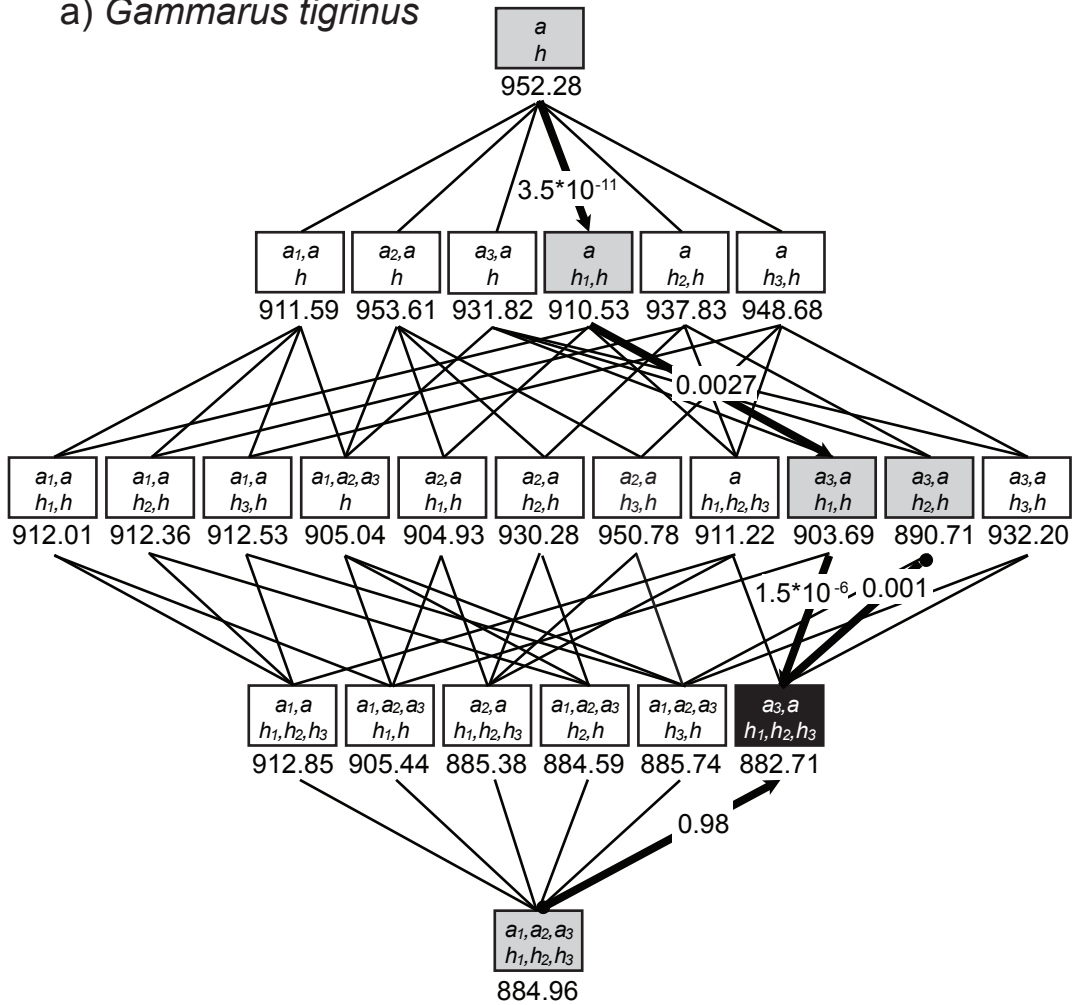 a) Gammarus tigrinus
a
h
952.28
3.5*10⁻¹¹
a₁,a a₂,a a₃,a a a a
h h h h₁,h h₂,h h₃,h
911.59 953.61 931.82 910.53 937.83 948.68
0.0027
a₁,a a₁,a a₁,a a₁,a₂,a₃ a₂,a a₂,a a₂,a a a₃,a a₃,a a₃,a
h₁,h h₂,h h₃,h h h₁,h h₂,h h₃,h h₁,h₂,h₃ h₁,h h₂,h h₃,h
912.01 912.36 912.53 905.04 904.93 930.28 950.78 911.22 903.69 890.71 932.20
1.5*10⁻⁶ 0.001
a₁,a a₁,a₂,a₃ a₂,a a₁,a₂,a₃ a₁,a₂,a₃ a₃,a
h₁,h₂,h₃ h₁,h h₁,h₂,h₃ h₂,h h₃,h h₁,h₂,h₃
912.85 905.44 885.38 884.59 885.74 882.71
0.98
a₁,a₂,a₃
h₁,h₂,h₃
884.96